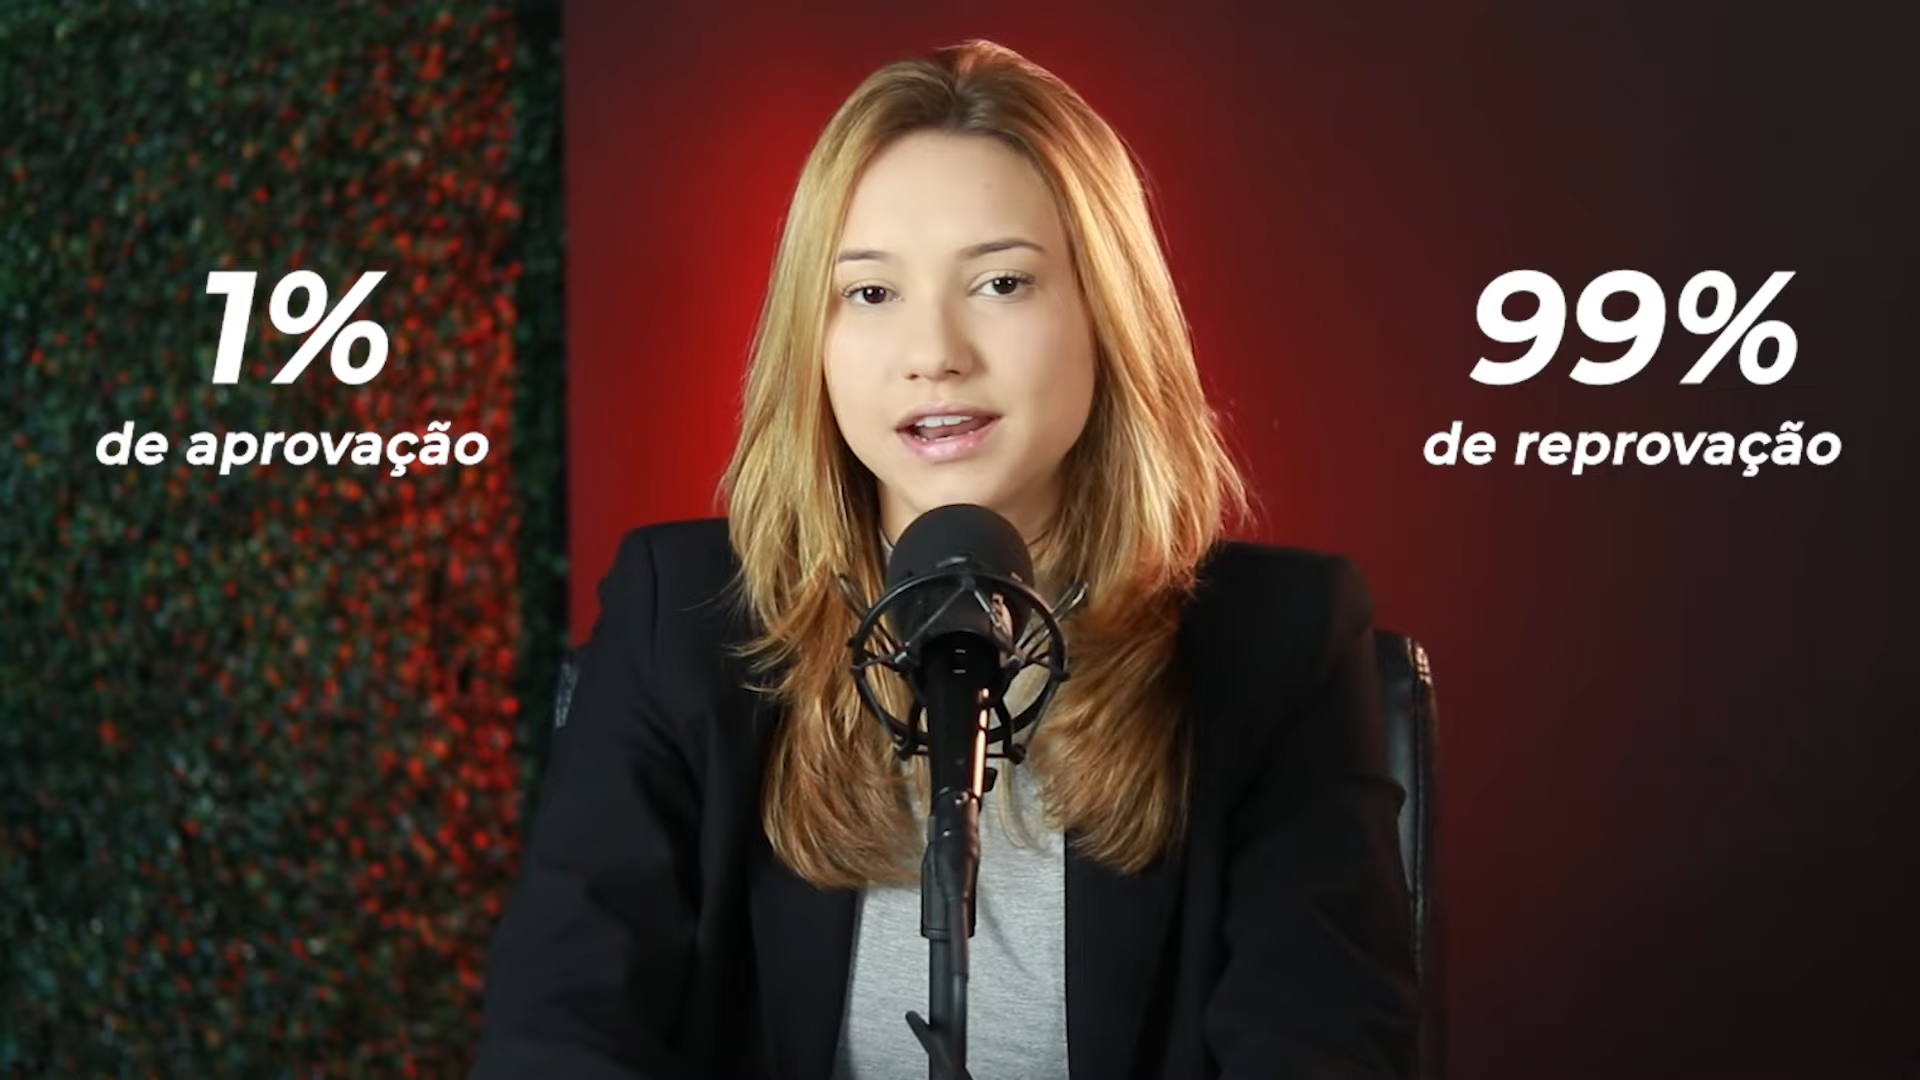 1%
de aprovação
99%
de reprovação